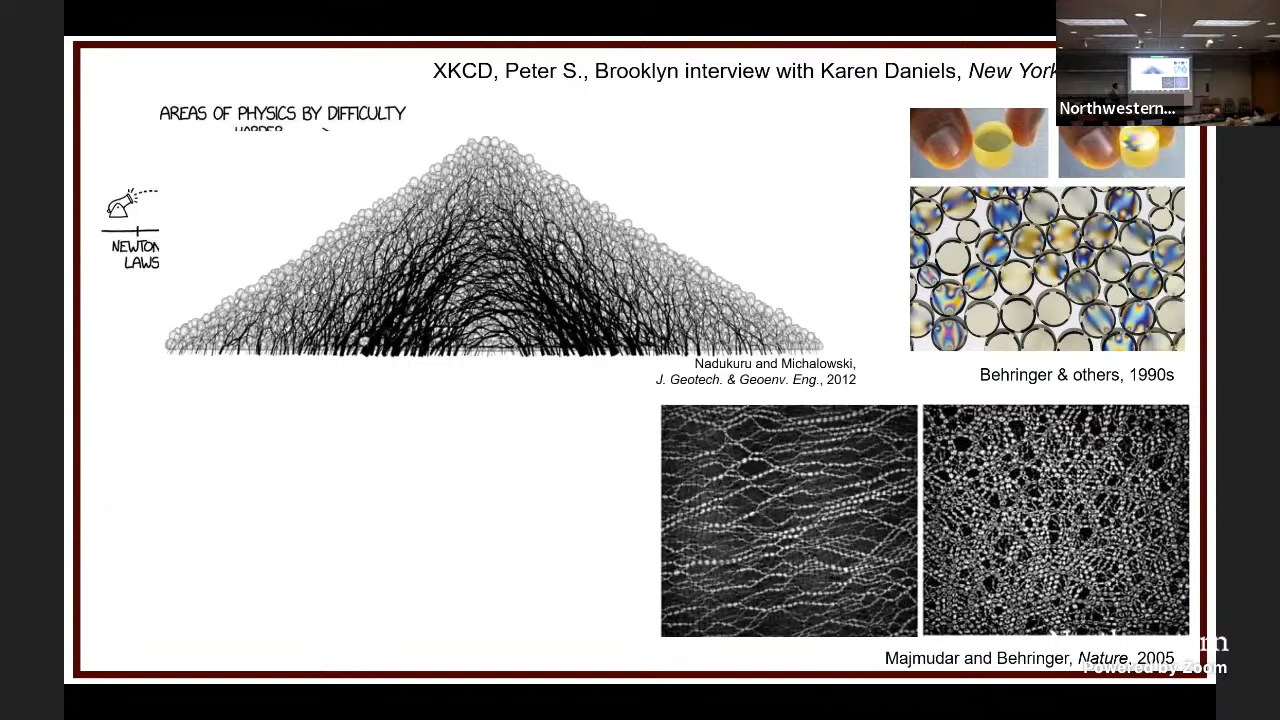 XKCD, Peter S., Brooklyn interview with Karen Daniels, New York
Northwestern...
AREAS OF PHYSICS BY DIFFICULTY
HARDER
NEWTON
LAWS
Nadukuru and Michalowski,
J. Geotech. & Geoenv. Eng., 2012
Behringer & others, 1990s
Majmudar and Behringer, Nature, 2005
Powered by Zoom